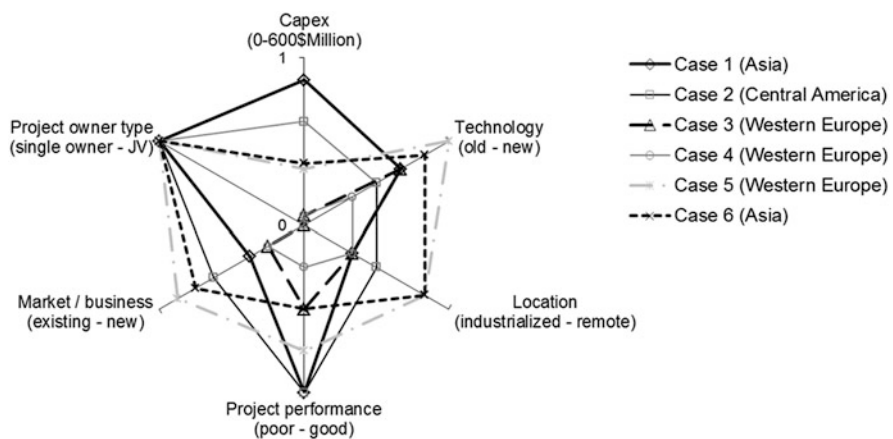 Capex
(0-600$Million)
1
Project owner type
(single owner - JV)
Technology
(old - new)
0
Market / business
(existing - new)
Location
(industrialized - remote)
Project performance
(poor - good)
Case 1 (Asia)
Case 2 (Central America)
Case 3 (Western Europe)
Case 4 (Western Europe)
Case 5 (Western Europe)
Case 6 (Asia)